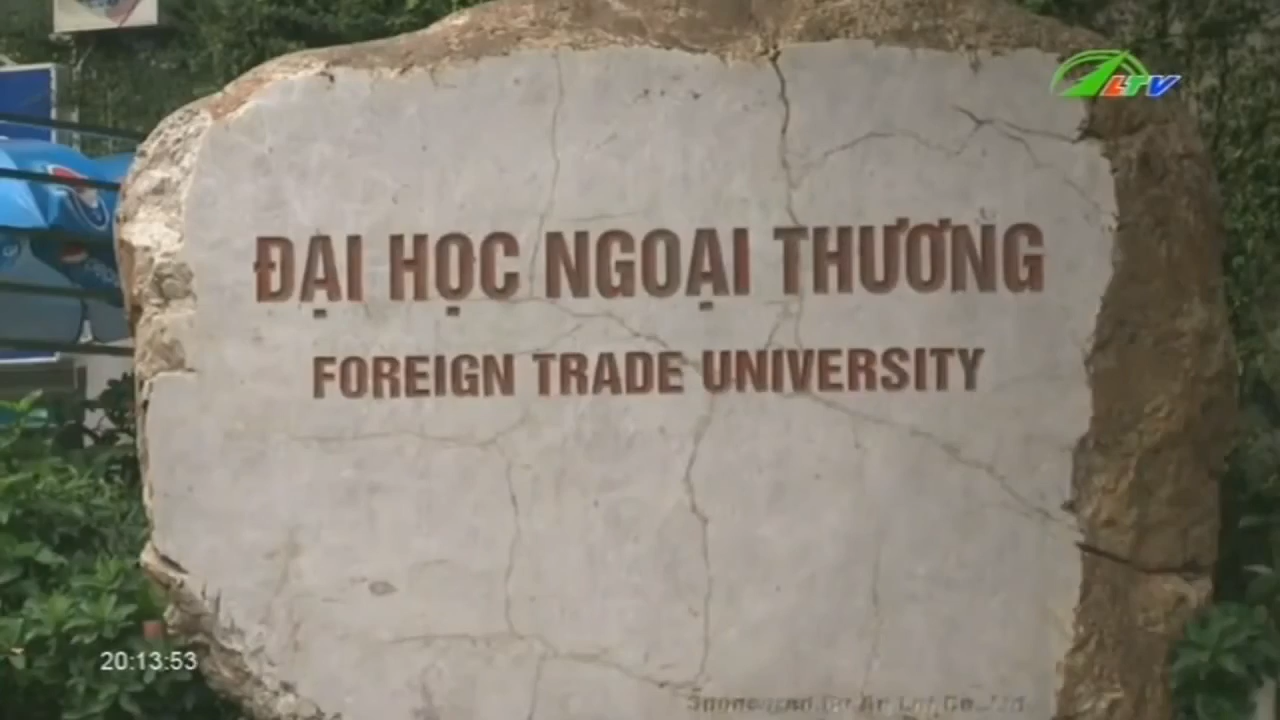 LTV
ĐẠI HỌC NGOẠI THƯƠNG
FOREIGN TRADE UNIVERSITY
20:13:53